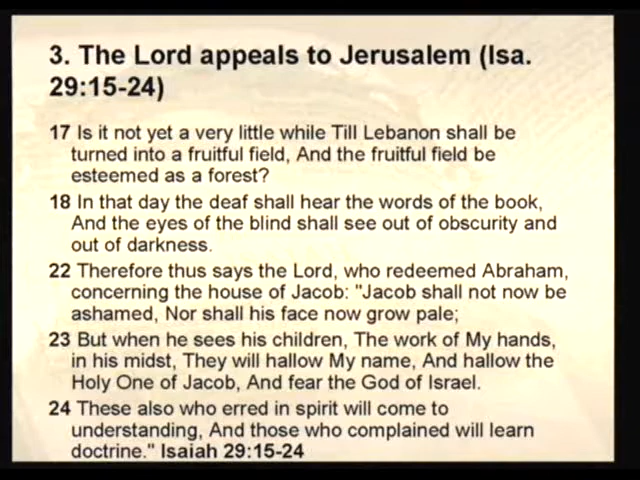 3. The Lord appeals to Jerusalem (Isa.
29:15-24)
17 Is it not yet a very little while Till Lebanon shall be
turned into a fruitful field, And the fruitful field be
esteemed as a forest?
18 In that day the deaf shall hear the words of the book,
And the eyes of the blind shall see out of obscurity and
out of darkness.
22 Therefore thus says the Lord, who redeemed Abraham,
concerning the house of Jacob: "Jacob shall not now be
ashamed, Nor shall his face now grow pale;
23 But when he sees his children, The work of My hands,
in his midst, They will hallow My name, And hallow the
Holy One of Jacob, And fear the God of Israel.
24 These also who erred in spirit will come to
understanding, And those who complained will learn
doctrine." Isaiah 29:15-24